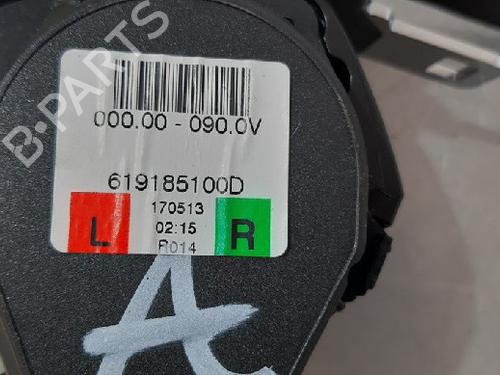 B-PARTS
000.00 - 090.0V
619185100D
170513
L 02:15 R
R014
A